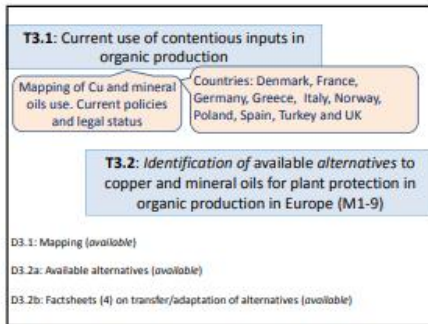 T3.1: Current use of contentious inputs in
organic production
Mapping of Cu and mineral
oils use. Current policies
and legal status
Countries: Denmark, France,
Germany, Greece, Italy, Norway,
Poland, Spain, Turkey and UK
T3.2: Identification of available alternatives to
copper and mineral oils for plant protection in
organic production in Europe (M1-9)
D3.1: Mapping (available)
D3.2a: Available alternatives (available)
D3.2b: Factsheets (4) on transfer/adaptation of alternatives (available)